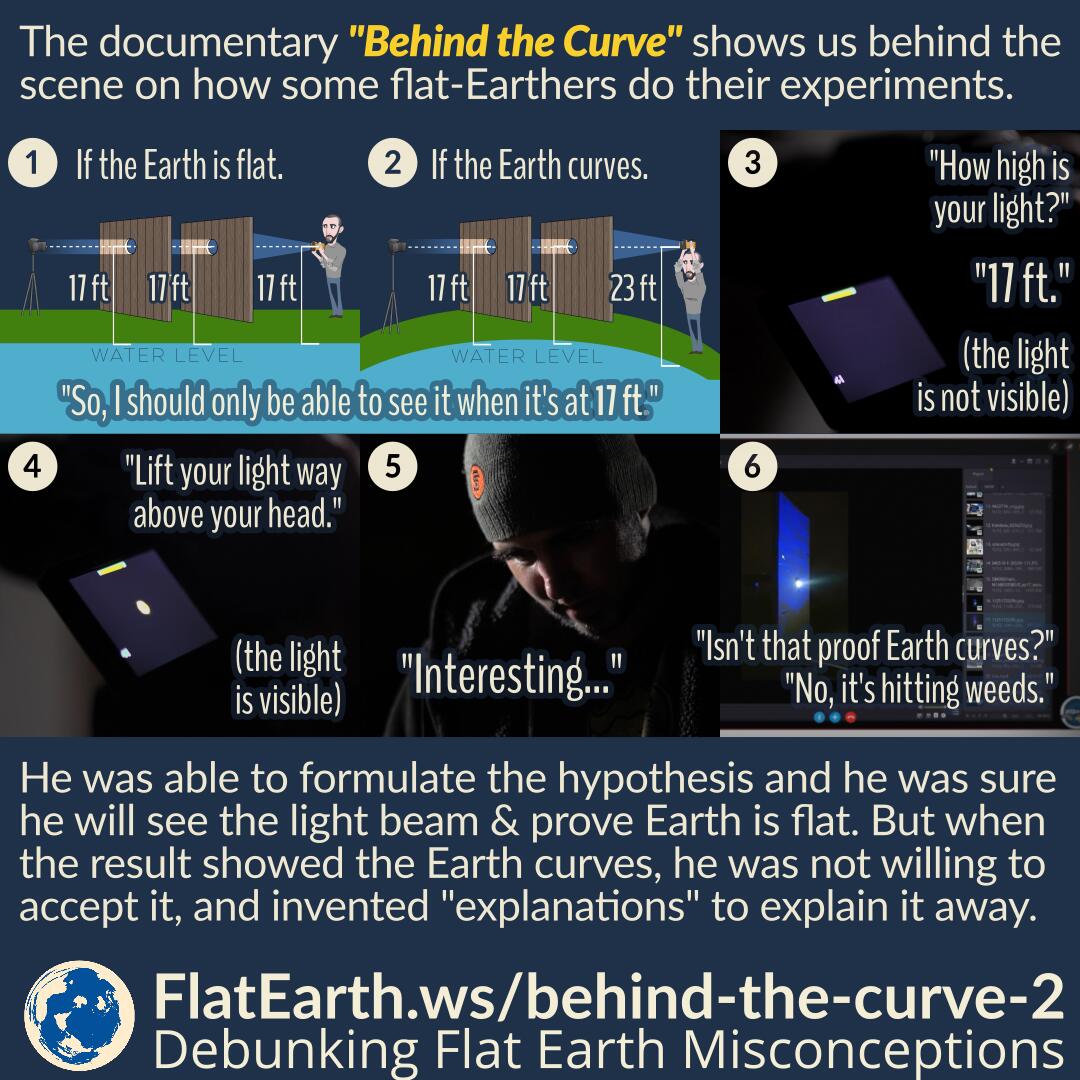 The documentary "Behind the Curve" shows us behind the
scene on how some flat-Earthers do their experiments.
1 If the Earth is flat.
17 ft 17 ft 17 ft
WATER LEVEL
2 If the Earth curves.
17 ft 17 ft 23 ft
WATER LEVEL
"So, I should only be able to see it when it's at 17 ft."
3 "How high is
your light?"
"17 ft."
(the light
is not visible)
4 "Lift your light way
above your head."
(the light
is visible)
5 "Interesting..."
6 "Isn't that proof Earth curves?"
"No, it's hitting weeds."
He was able to formulate the hypothesis and he was sure
he will see the light beam & prove Earth is flat. But when
the result showed the Earth curves, he was not willing to
accept it, and invented "explanations" to explain it away.
FlatEarth.ws/behind-the-curve-2
Debunking Flat Earth Misconceptions